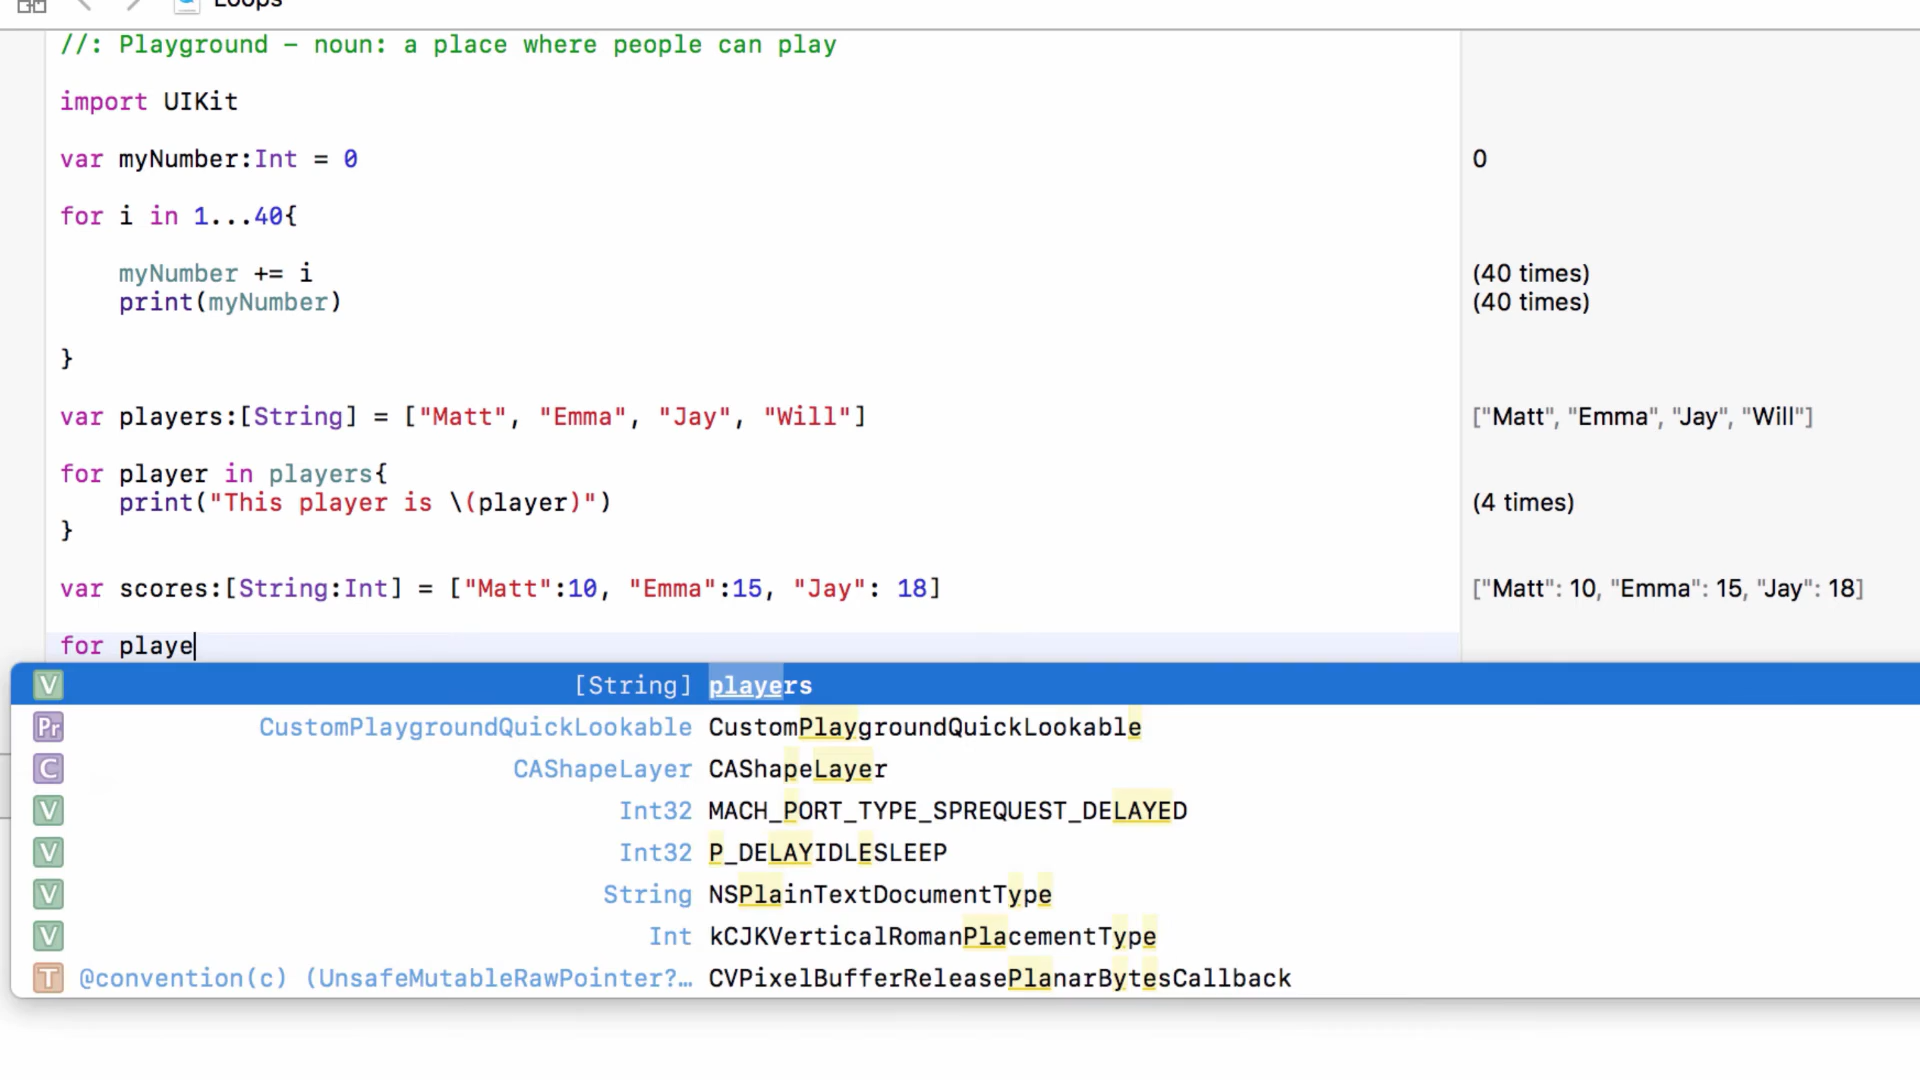 Loops
//: Playground – noun: a place where people can play
import UIKit
var myNumber:Int = 0
0
for i in 1...40{
myNumber += i
(40 times)
print(myNumber)
(40 times)
}
var players:[String] = ["Matt", "Emma", "Jay", "Will"]
["Matt", "Emma", "Jay", "Will"]
for player in players{
print("This player is \(player)")
(4 times)
}
var scores:[String:Int] = ["Matt":10, "Emma":15, "Jay": 18]
["Matt": 10, "Emma": 15, "Jay": 18]
for playe
V [String] players
Pr CustomPlaygroundQuickLookable CustomPlaygroundQuickLookable
C CAShapeLayer CAShapeLayer
V Int32 MACH_PORT_TYPE_SPREQUEST_DELAYED
V Int32 P_DELAYIDLESLEEP
V String NSPlainTextDocumentType
V Int kCJKVerticalRomanPlacementType
T @convention(c) (UnsafeMutableRawPointer?… CVPixelBufferReleasePlanarBytesCallback